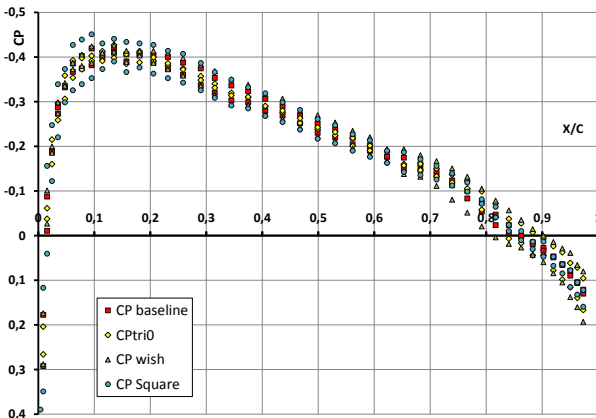 -0,5
CP
-0,4
-0,3
-0,2
X/C
-0,1
0 0,1 0,2 0,3 0,4 0,5 0,6 0,7 0,8 0,9 1
0
0,1
0,2
0,3
0,4
CP baseline
CPtri0
CP wish
CP Square